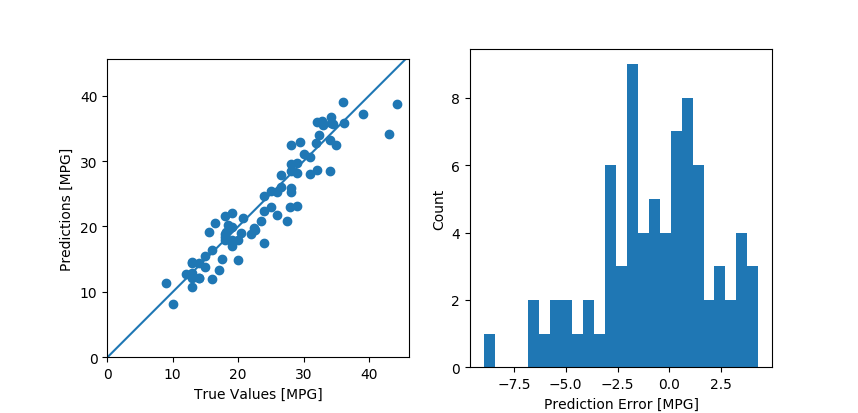 40
30
20
10
0
0 10 20 30 40
Predictions [MPG]
True Values [MPG]
8
6
4
2
0
−7.5 −5.0 −2.5 0.0 2.5
Count
Prediction Error [MPG]